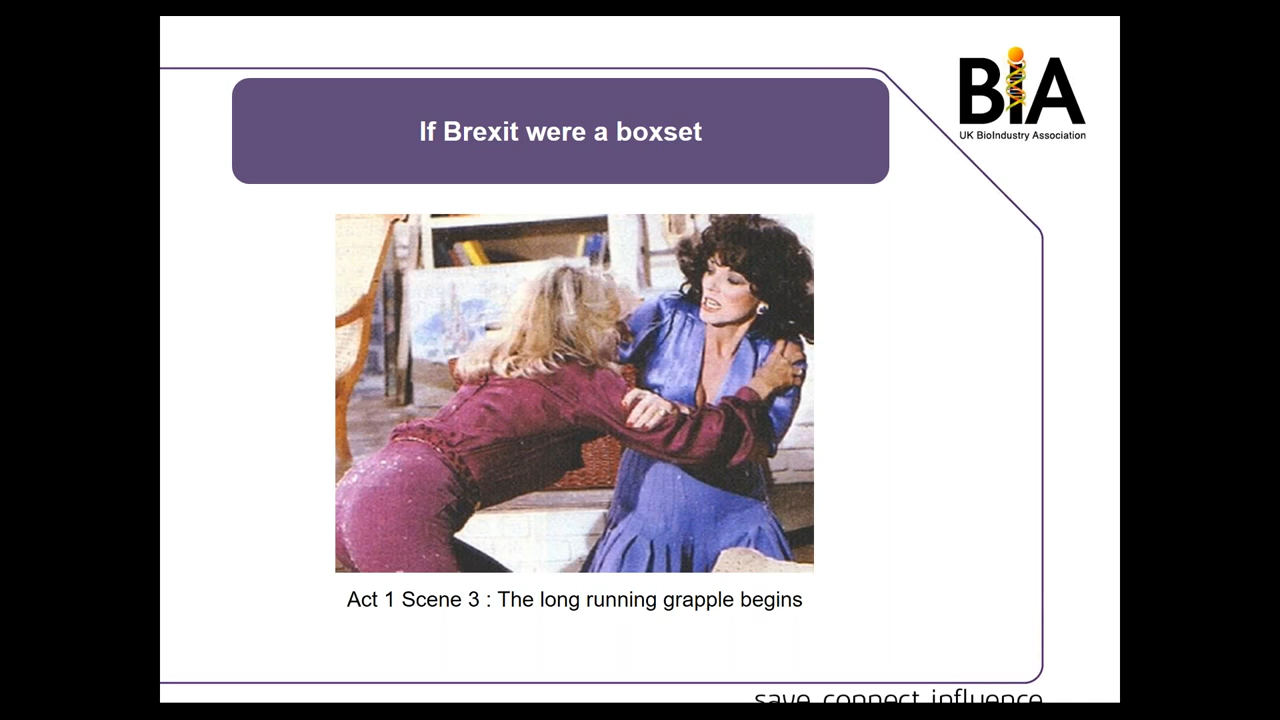 If Brexit were a boxset
BiA
UK BioIndustry Association
Act 1 Scene 3 : The long running grapple begins
save connect influence